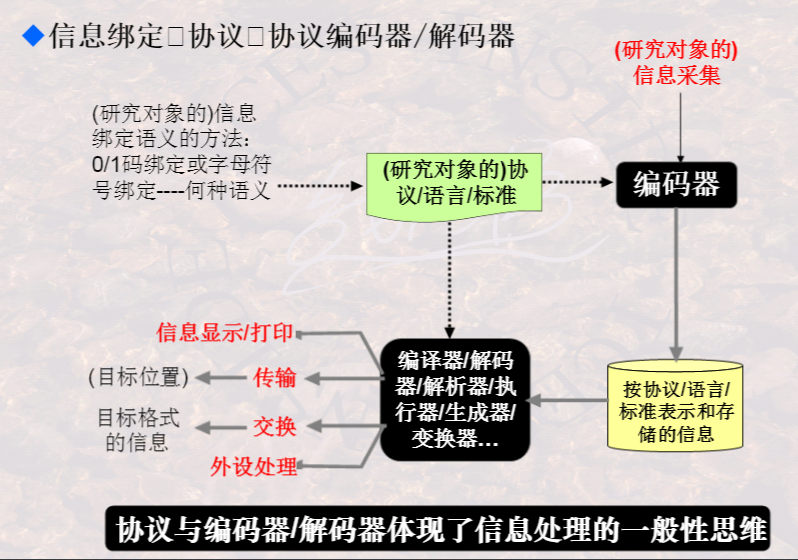 ◆信息绑定□协议□协议编码器/解码器
(研究对象的)
信息采集
(研究对象的)信息
绑定语义的方法:
0/1码绑定或字母符
号绑定----何种语义
(研究对象的)协
议/语言/标准
编码器
信息显示/打印
(目标位置)
传输
目标格式
的信息
交换
外设处理
编译器/解码
器/解析器/执
行器/生成器/
变换器...
按协议/语言/
标准表示和存
储的信息
协议与编码器/解码器体现了信息处理的一般性思维